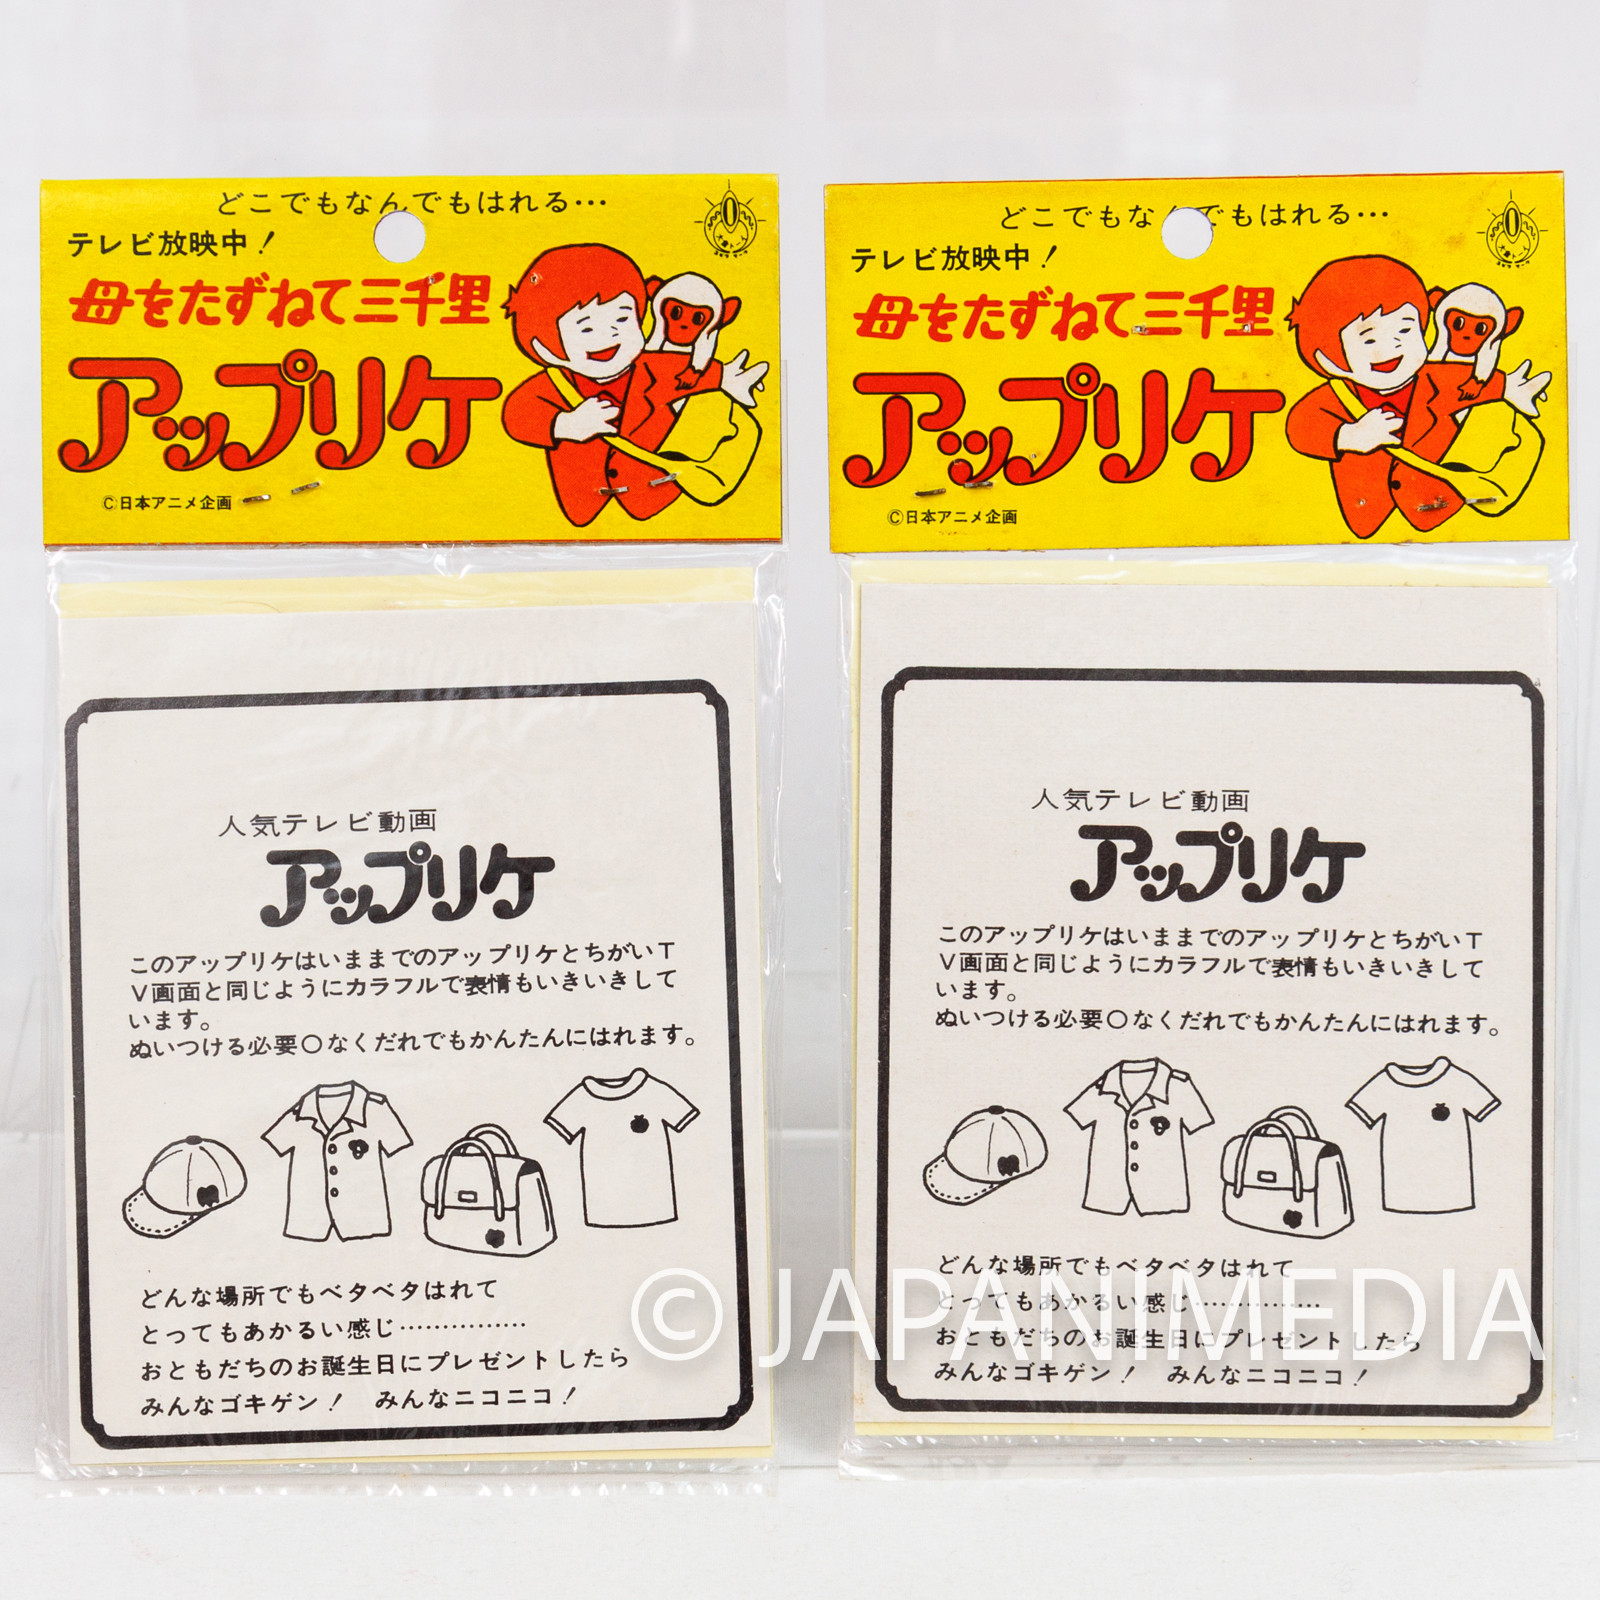 どこでもなんでもはれる…
テレビ放映中！
母をたずねて三千里
アップリケ
©日本アニメ企画
人気テレビ動画
アップリケ
このアップリケはいままでのアップリケとちがいT
V画面と同じようにカラフルで表情もいきいきして
います。
ぬいつける必要〇なくだれでもかんたんにはれます。
どんな場所でもベタベタはれて
とってもあかるい感じ……………
おともだちのお誕生日にプレゼントしたら
みんなゴキゲン！　みんなニコニコ！
どこでもなんでもはれる…
テレビ放映中！
母をたずねて三千里
アップリケ
©日本アニメ企画
人気テレビ動画
アップリケ
このアップリケはいままでのアップリケとちがいT
V画面と同じようにカラフルで表情もいきいきして
います。
ぬいつける必要〇なくだれでもかんたんにはれます。
どんな場所でもベタベタはれて
とってもあかるい感じ……………
おともだちのお誕生日にプレゼントしたら
みんなゴキゲン！　みんなニコニコ！
© JAPANIMEDIA